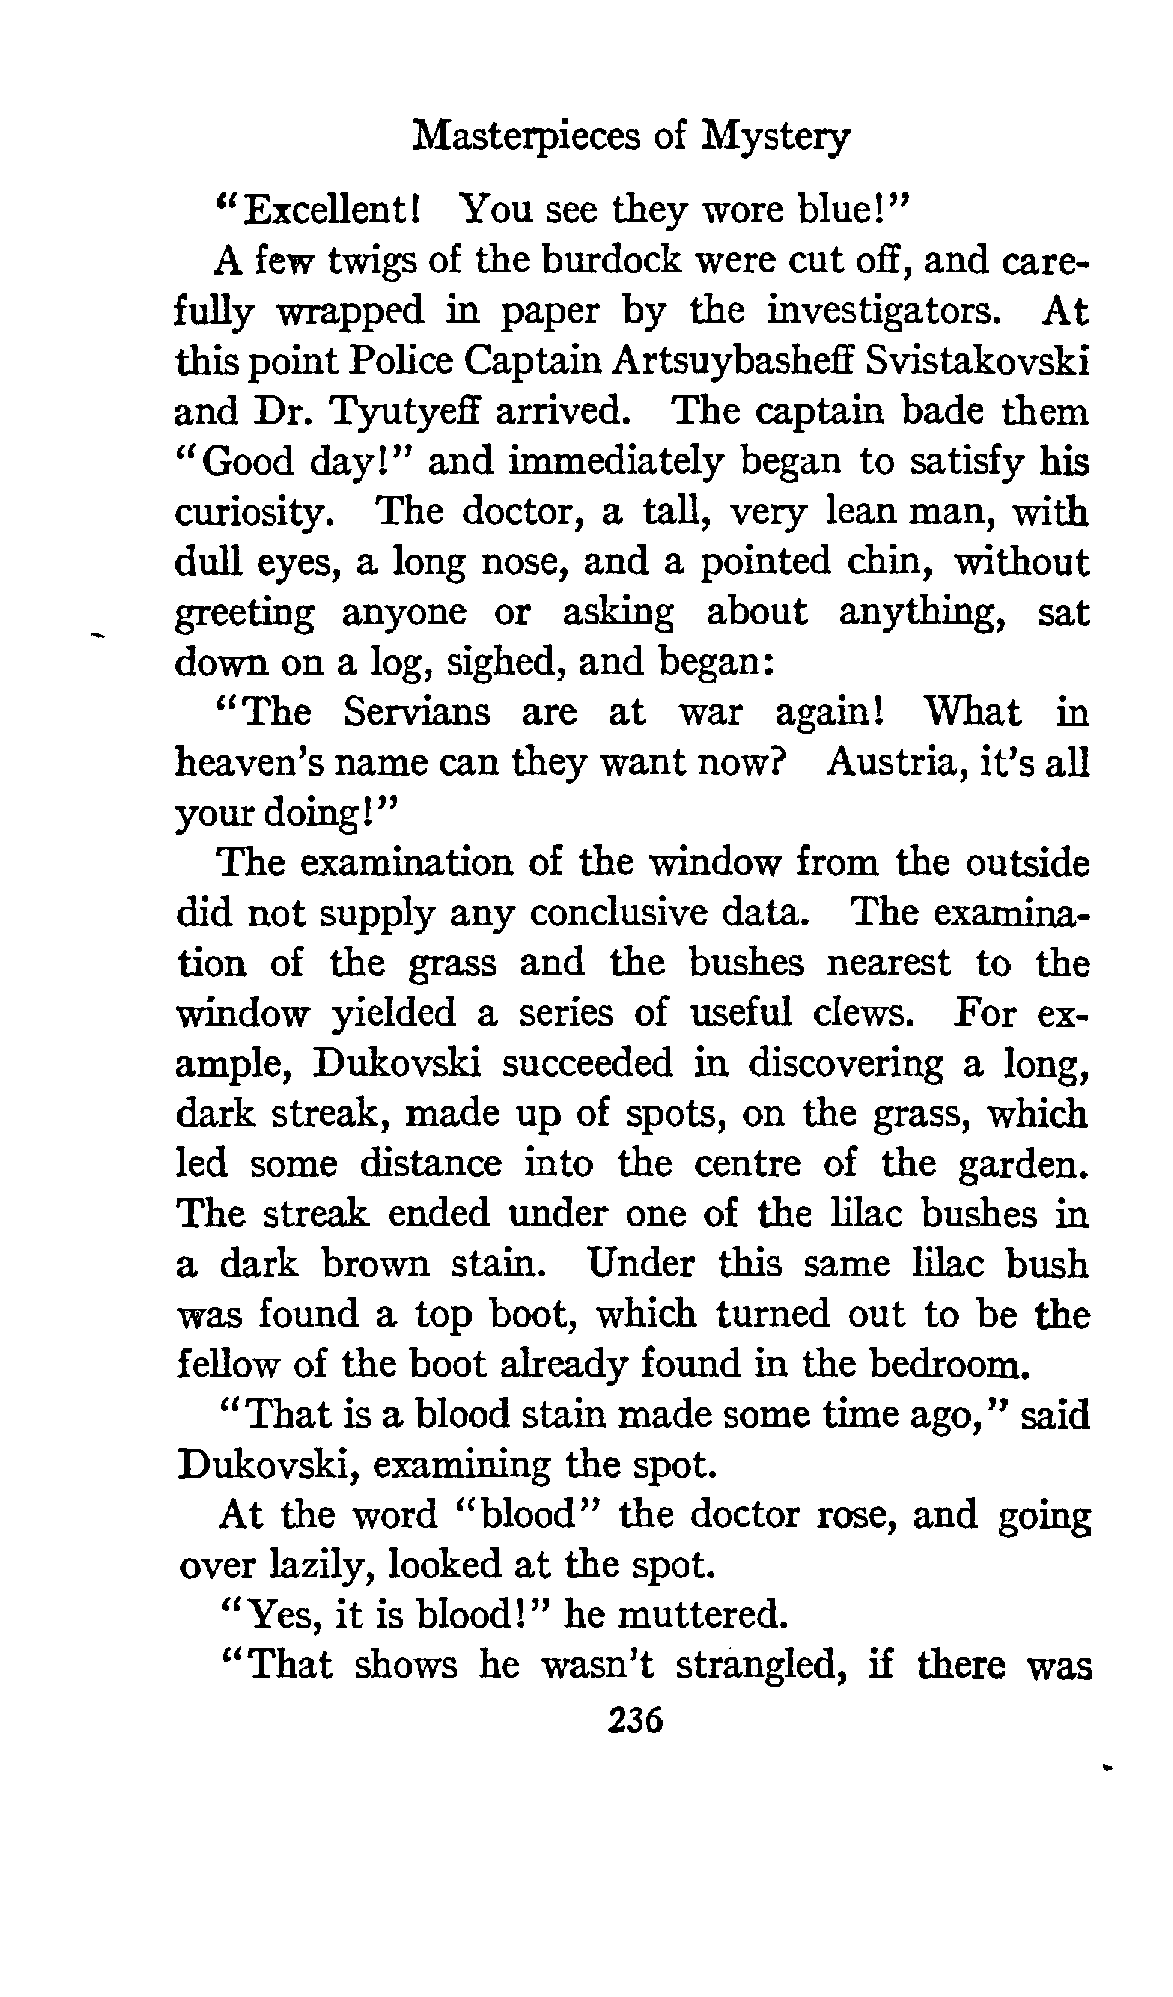 Masterpieces of Mystery
"Excellent! You see they wore blue!"
A few twigs of the burdock were cut off, and care-
fully wrapped in paper by the investigators. At
this point Police Captain Artsuybasheff Svistakovski
and Dr. Tyutyeff arrived. The captain bade them
"Good day!" and immediately began to satisfy his
curiosity. The doctor, a tall, very lean man, with
dull eyes, a long nose, and a pointed chin, without
greeting anyone or asking about anything, sat
down on a log, sighed, and began:
"The Servians are at war again! What in
heaven's name can they want now? Austria, it's all
your doing!"
The examination of the window from the outside
did not supply any conclusive data. The examina-
tion of the grass and the bushes nearest to the
window yielded a series of useful clews. For ex-
ample, Dukovski succeeded in discovering a long,
dark streak, made up of spots, on the grass, which
led some distance into the centre of the garden.
The streak ended under one of the lilac bushes in
a dark brown stain. Under this same lilac bush
was found a top boot, which turned out to be the
fellow of the boot already found in the bedroom.
"That is a blood stain made some time ago," said
Dukovski, examining the spot.
At the word "blood" the doctor rose, and going
over lazily, looked at the spot.
"Yes, it is blood!" he muttered.
"That shows he wasn't strangled, if there was
236